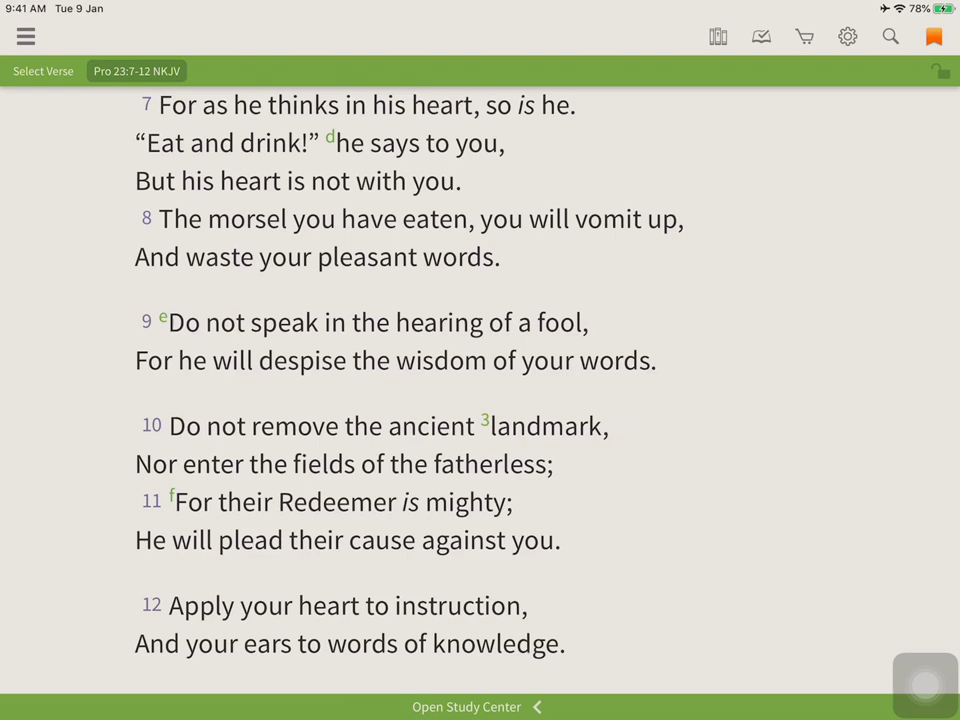 9:41 AM Tue 9 Jan 78%
Select Verse Pro 23:7-12 NKJV
7 For as he thinks in his heart, so is he.
“Eat and drink!” dhe says to you,
But his heart is not with you.
8 The morsel you have eaten, you will vomit up,
And waste your pleasant words.
9 eDo not speak in the hearing of a fool,
For he will despise the wisdom of your words.
10 Do not remove the ancient 3landmark,
Nor enter the fields of the fatherless;
11 fFor their Redeemer is mighty;
He will plead their cause against you.
12 Apply your heart to instruction,
And your ears to words of knowledge.
Open Study Center